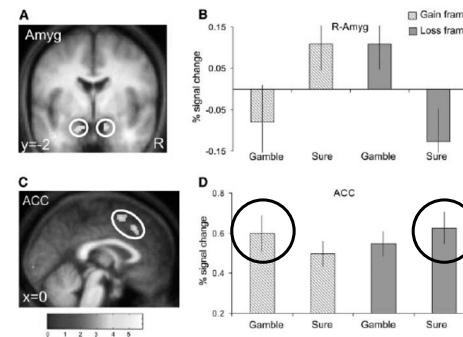 A
Amyg
y=-2
R
B
R-Amyg
Gain fram
Loss fram
% signal change
0.15
0.05
-0.05
-0.15
Gamble
Sure
Gamble
Sure
C
ACC
x=0
0 1 2 3 4 5
D
ACC
% signal change
0.8
0.6
0.4
0.2
Gamble
Sure
Gamble
Sure